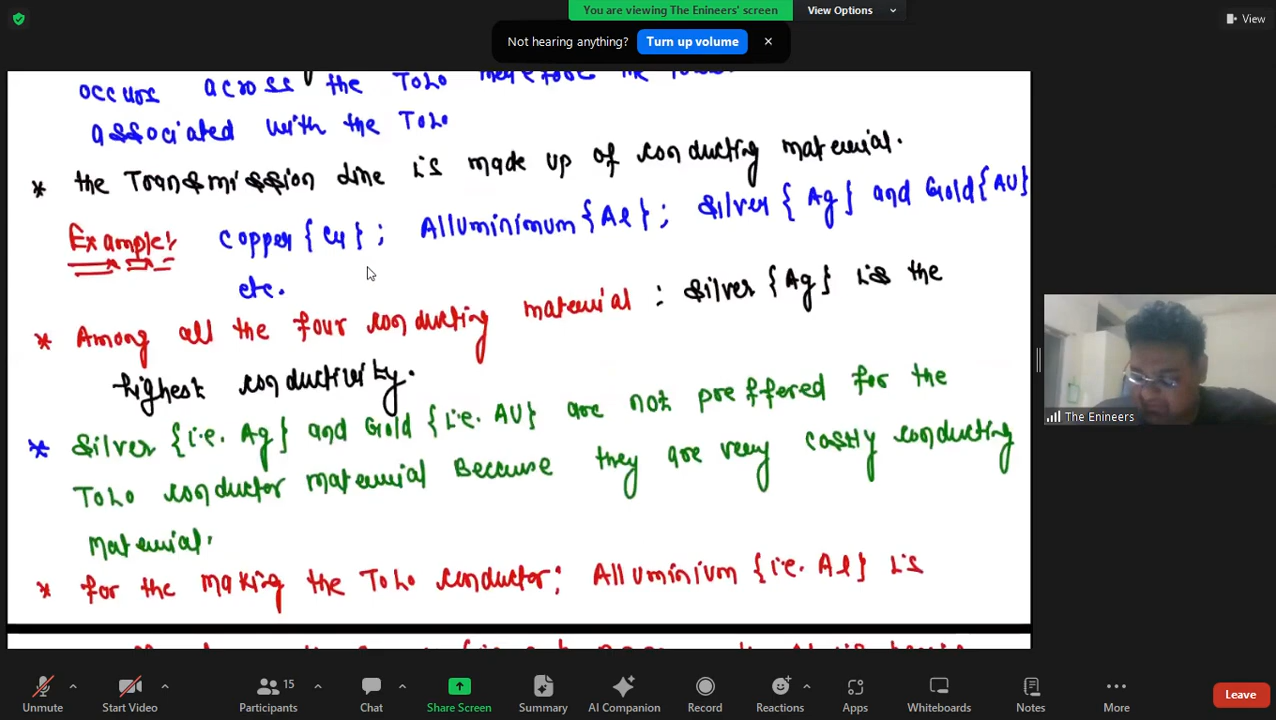 You are viewing The Enineers' screen
View Options
View
Not hearing anything?
Turn up volume
occurs across the ToLo therefore the
associated with the ToLo
* the Transmission Line is made up of conducting material.
Example: Copper {Cu}; Alluminimum {Al}; Silver {Ag} and Gold {AU}
etc.
* Among all the four conducting material : Silver {Ag} is the
highest conductivity.
* Silver {i.e. Ag} and Gold {i.e. AU} are not preffered for the
ToLo conductor material Because they are very costly conducting
Material.
* for the making the ToLo conductor; Alluminium {i.e. Al} is
The Enineers
Unmute
Start Video
15
Participants
Chat
Share Screen
Summary
AI Companion
Record
Reactions
Apps
Whiteboards
Notes
More
Leave